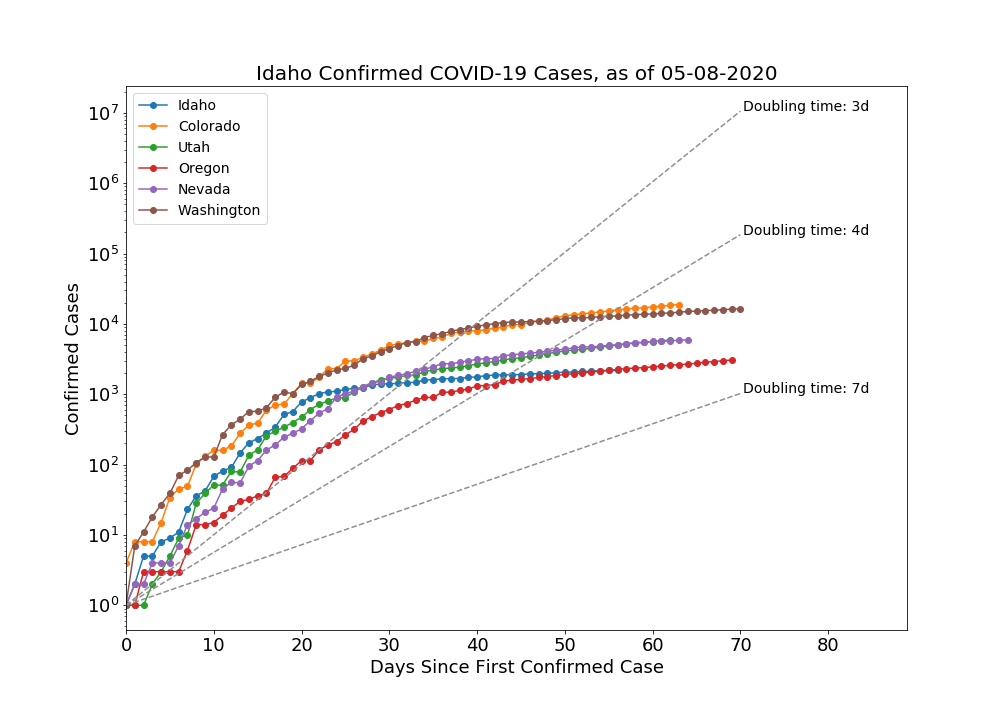 Idaho Confirmed COVID-19 Cases, as of 05-08-2020
Idaho
Colorado
Utah
Oregon
Nevada
Washington
Doubling time: 3d
Doubling time: 4d
Doubling time: 7d
Confirmed Cases
10⁷
10⁶
10⁵
10⁴
10³
10²
10¹
10⁰
0 10 20 30 40 50 60 70 80
Days Since First Confirmed Case